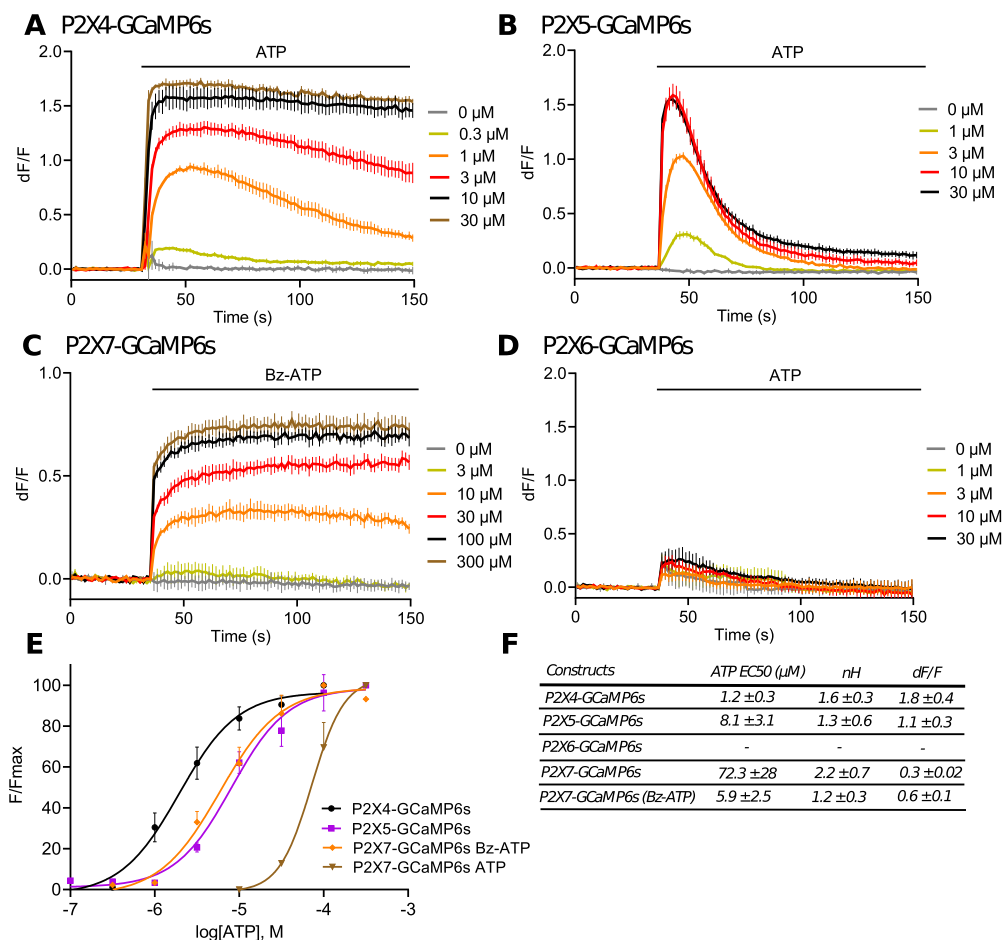 A P2X4-GCaMP6s
ATP
dF/F
2.0
1.5
1.0
0.5
0.0
0 50 100 150
Time (s)
0 µM
0.3 µM
1 µM
3 µM
10 µM
30 µM
B P2X5-GCaMP6s
ATP
dF/F
2.0
1.5
1.0
0.5
0.0
0 50 100 150
Time (s)
0 µM
1 µM
3 µM
10 µM
30 µM
C P2X7-GCaMP6s
Bz-ATP
dF/F
1.0
0.5
0.0
0 50 100 150
Time (s)
0 µM
3 µM
10 µM
30 µM
100 µM
300 µM
D P2X6-GCaMP6s
ATP
dF/F
2.0
1.5
1.0
0.5
0.0
0 50 100 150
Time (s)
0 µM
1 µM
3 µM
10 µM
30 µM
E
F/Fmax
100
80
60
40
20
0
-7 -6 -5 -4 -3
log[ATP], M
P2X4-GCaMP6s
P2X5-GCaMP6s
P2X7-GCaMP6s Bz-ATP
P2X7-GCaMP6s ATP
F
Constructs ATP EC50 (µM) nH dF/F
P2X4-GCaMP6s 1.2 ±0.3 1.6 ±0.3 1.8 ±0.4
P2X5-GCaMP6s 8.1 ±3.1 1.3 ±0.6 1.1 ±0.3
P2X6-GCaMP6s - - -
P2X7-GCaMP6s 72.3 ±28 2.2 ±0.7 0.3 ±0.02
P2X7-GCaMP6s (Bz-ATP) 5.9 ±2.5 1.2 ±0.3 0.6 ±0.1